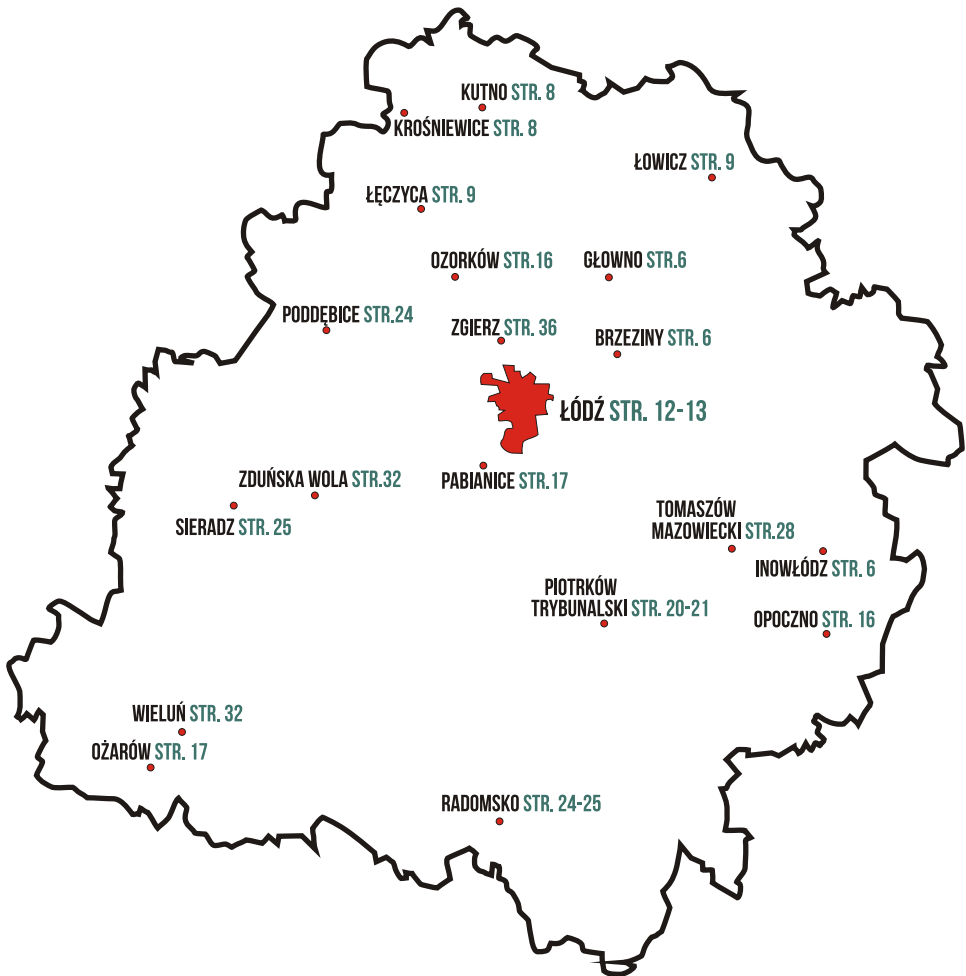 KUTNO STR. 8
KROŚNIEWICE STR. 8
ŁOWICZ STR. 9
ŁĘCZYCA STR. 9
OZORKÓW STR.16
GŁOWNO STR.6
PODDĘBICE STR.24
ZGIERZ STR. 36
BRZEZINY STR. 6
ŁÓDŹ STR. 12-13
ZDUŃSKA WOLA STR.32
PABIANICE STR.17
SIERADZ STR. 25
TOMASZÓW
MAZOWIECKI STR.28
INOWŁÓDZ STR. 6
PIOTRKÓW
TRYBUNALSKI STR. 20-21
OPOCZNO STR. 16
WIELUŃ STR. 32
OŻARÓW STR. 17
RADOMSKO STR. 24-25